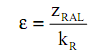 ε = z_RAL / k_R